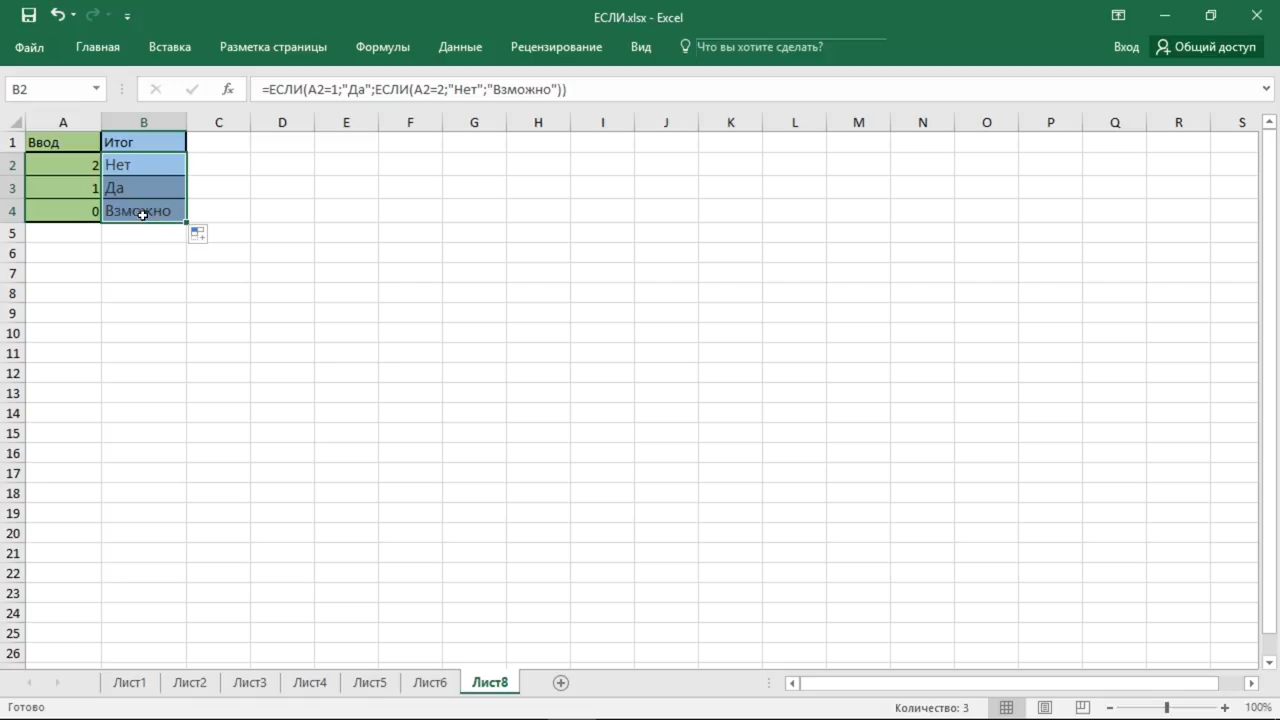 ЕСЛИ.xlsx - Excel
Файл Главная Вставка Разметка страницы Формулы Данные Рецензирование Вид Что вы хотите сделать? Вход Общий доступ
B2 fx =ЕСЛИ(A2=1;"Да";ЕСЛИ(A2=2;"Нет";"Взможно"))
A B C D E F G H I J K L M N O P Q R S
1 Ввод Итог
2 2 Нет
3 1 Да
4 0 Взможно
5
6
7
8
9
10
11
12
13
14
15
16
17
18
19
20
21
22
23
24
25
26
Лист1 Лист2 Лист3 Лист4 Лист5 Лист6 Лист8
Готово Количество: 3 100%